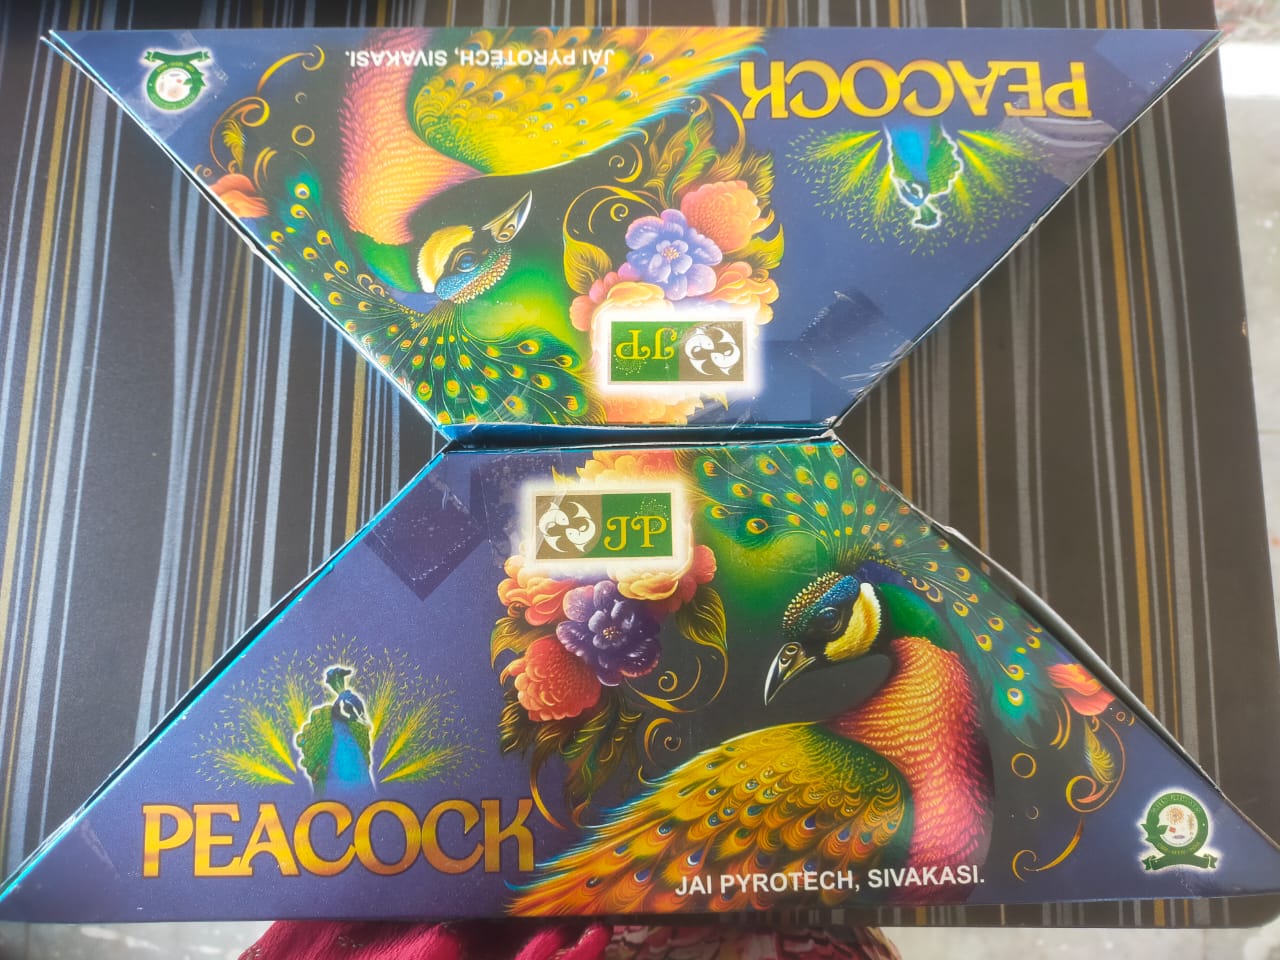 JAI PYROTECH, SIVAKASI.
PEACOCK
JP
JP
PEACOCK
JAI PYROTECH, SIVAKASI.